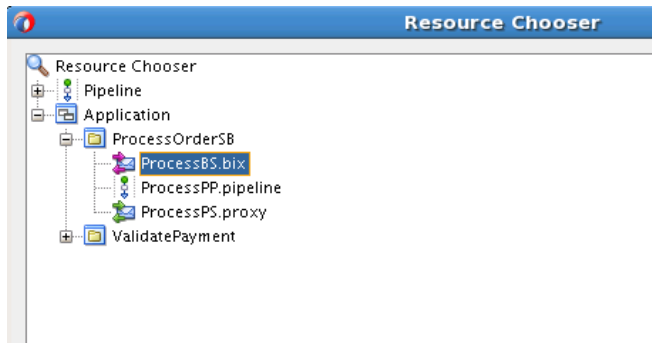 Resource Chooser
Resource Chooser
Pipeline
Application
ProcessOrderSB
ProcessBS.bix
ProcessPP.pipeline
ProcessPS.proxy
ValidatePayment